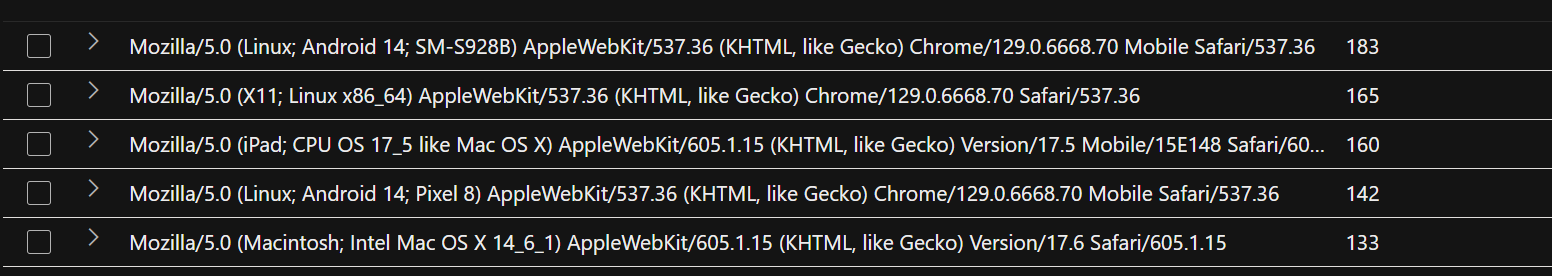 Mozilla/5.0 (Linux; Android 14; SM-S928B) AppleWebKit/537.36 (KHTML, like Gecko) Chrome/129.0.6668.70 Mobile Safari/537.36 183
Mozilla/5.0 (X11; Linux x86_64) AppleWebKit/537.36 (KHTML, like Gecko) Chrome/129.0.6668.70 Safari/537.36 165
Mozilla/5.0 (iPad; CPU OS 17_5 like Mac OS X) AppleWebKit/605.1.15 (KHTML, like Gecko) Version/17.5 Mobile/15E148 Safari/60... 160
Mozilla/5.0 (Linux; Android 14; Pixel 8) AppleWebKit/537.36 (KHTML, like Gecko) Chrome/129.0.6668.70 Mobile Safari/537.36 142
Mozilla/5.0 (Macintosh; Intel Mac OS X 14_6_1) AppleWebKit/605.1.15 (KHTML, like Gecko) Version/17.6 Safari/605.1.15 133